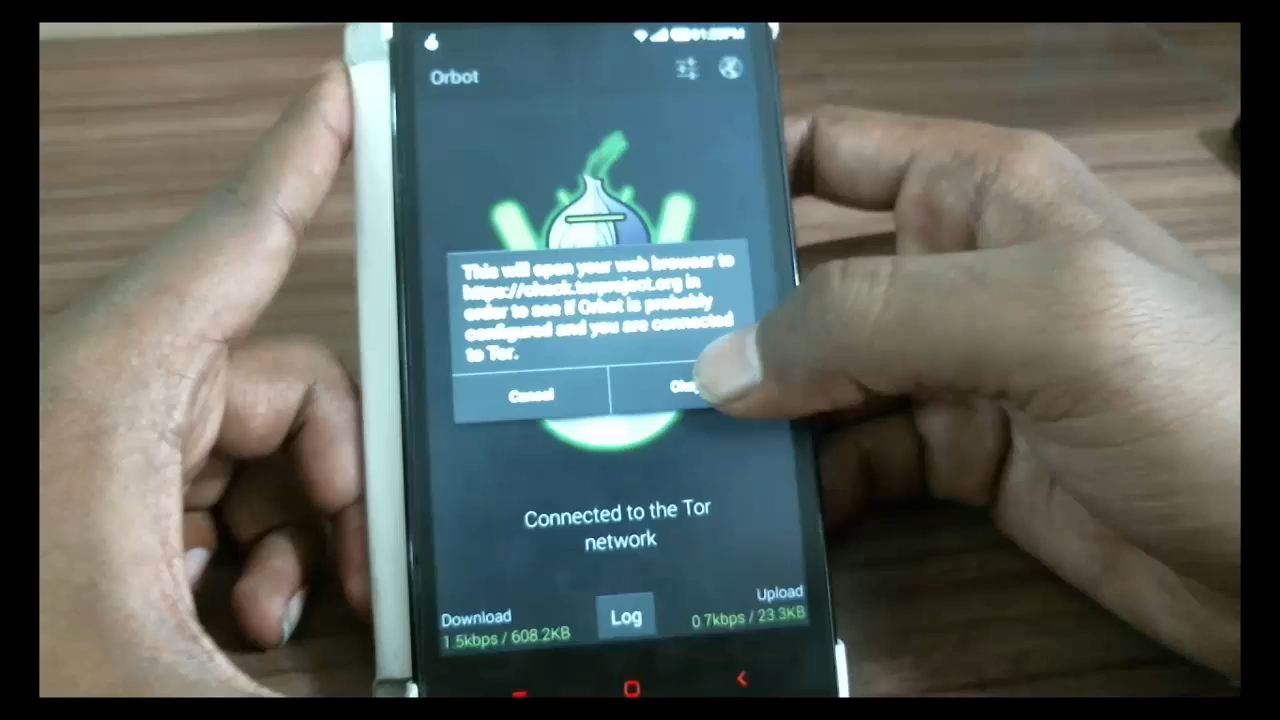 Orbot
This will open your web browser to
https://check.torproject.org in
order to see if Orbot is probably
configured and you are connected
to Tor.
Cancel
Connected to the Tor
network
Download
1.5kbps / 608.2KB
Log
Upload
0.7kbps / 23.3KB